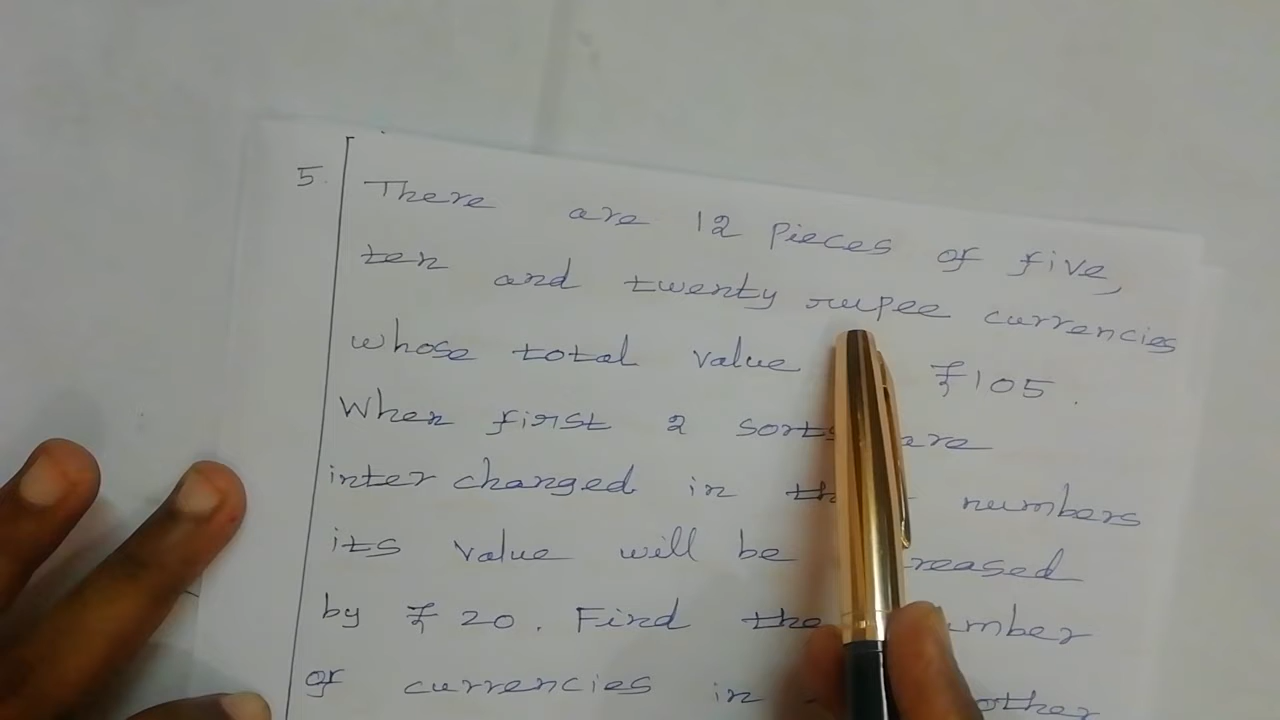 5. There are 12 pieces of five,
ten and twenty rupee currencies
whose total value ₹105.
When first 2 sorts are
interchanged in numbers
its value will be
by ₹20. Find the
of currencies in